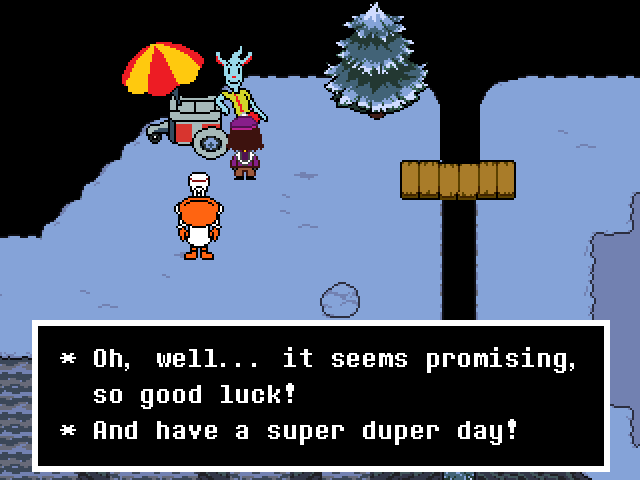 * Oh, well... it seems promising,
so good luck!
* And have a super duper day!